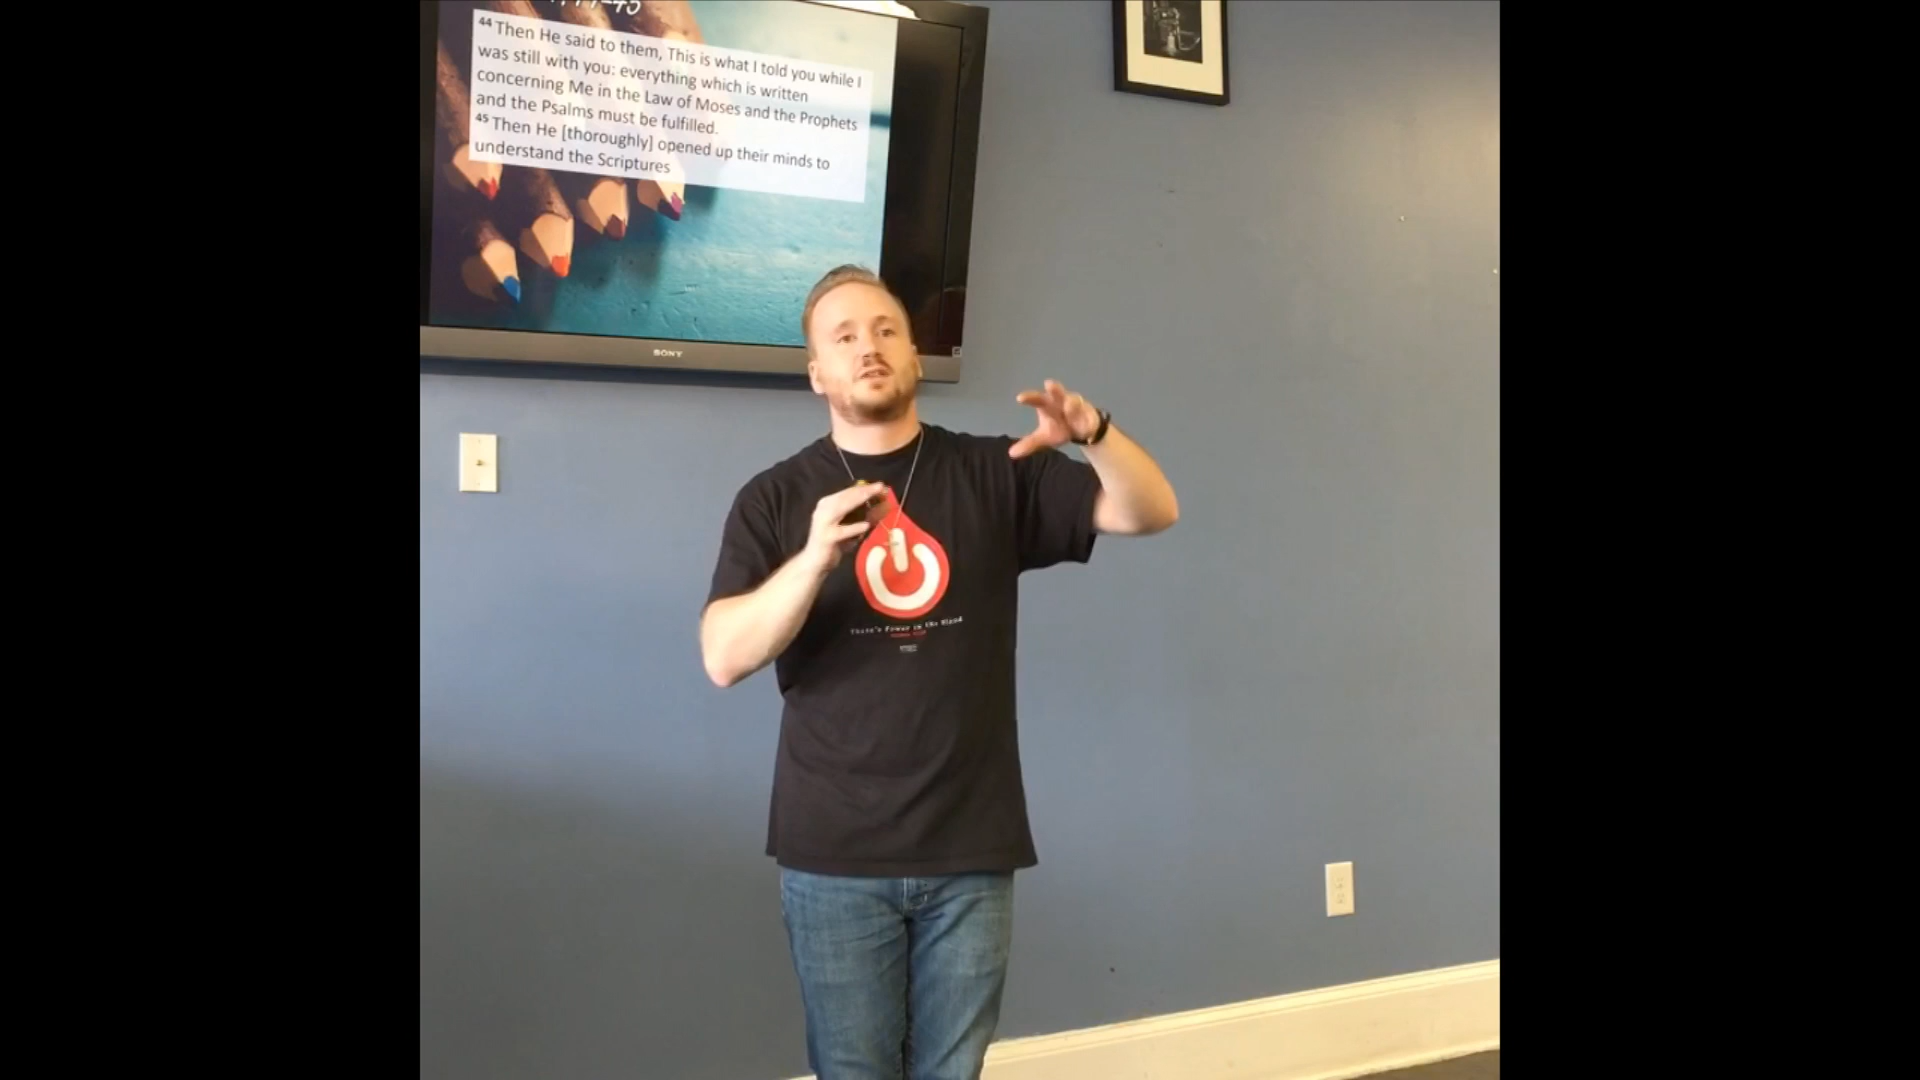 44 Then He said to them, This is what I told you while I
was still with you: everything which is written
concerning Me in the Law of Moses and the Prophets
and the Psalms must be fulfilled.
45 Then He [thoroughly] opened up their minds to
understand the Scriptures
SONY
There's Power in the Blood